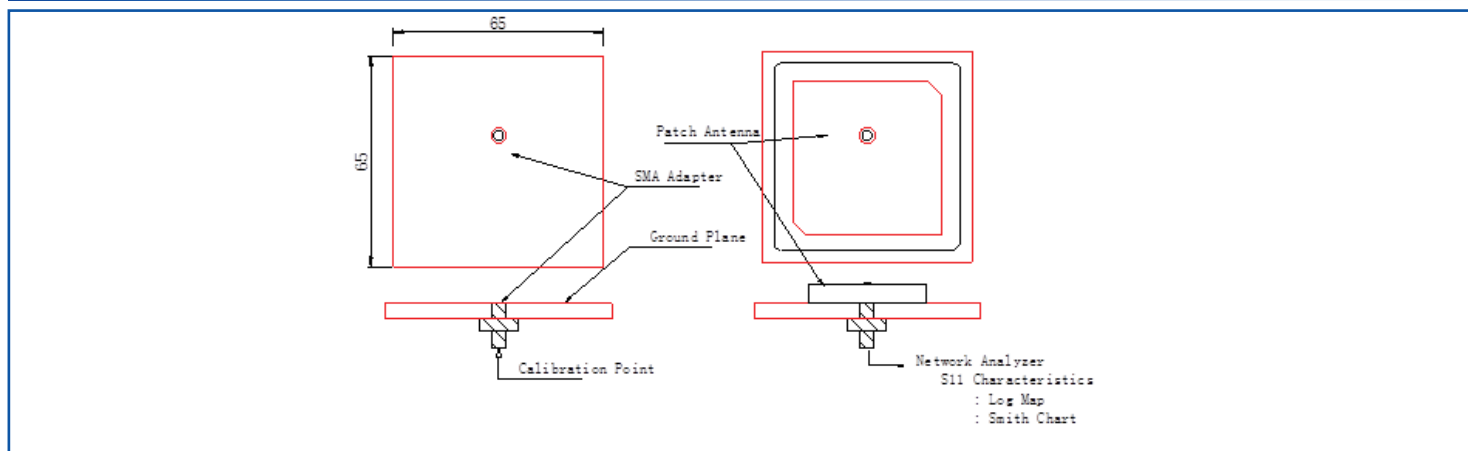 65
65
SMA Adapter
Ground Plane
Calibration Point
Patch Antenna
Network Analyzer
S11 Characteristics
: Log Map
: Smith Chart